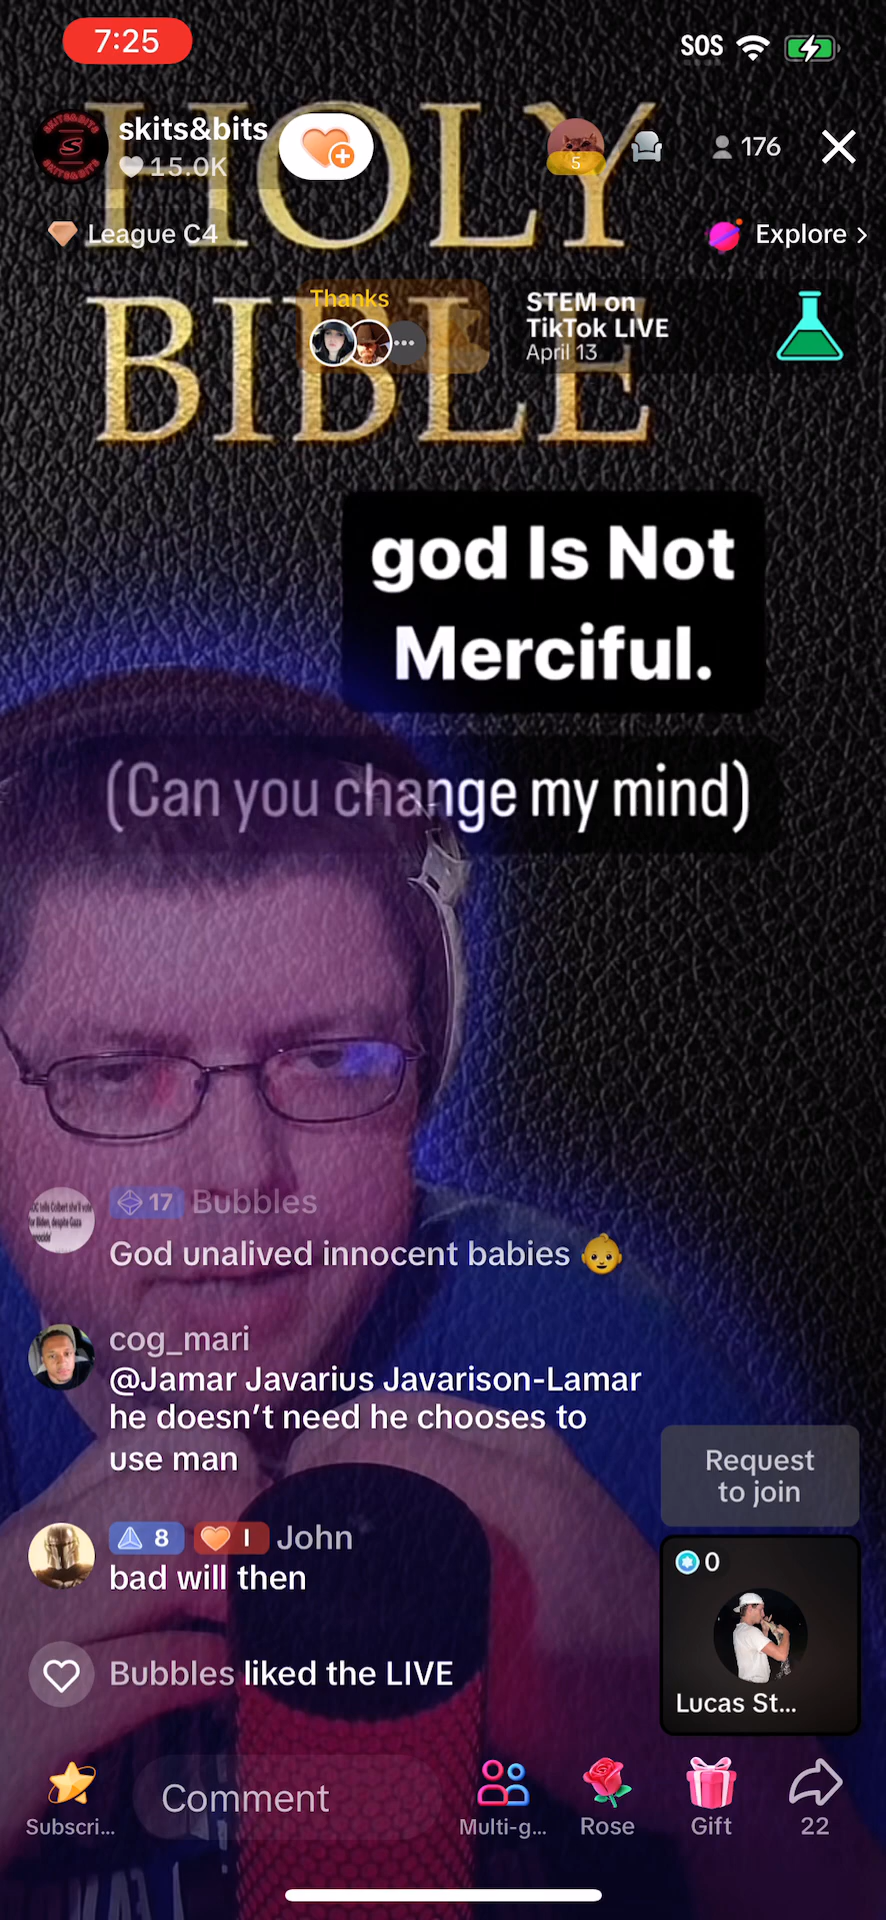 7:25
SOS
HOLY
BIBLE
skits&bits
15.0K
5
176
League C4
Explore >
Thanks
STEM on
TikTok LIVE
April 13
god Is Not
Merciful.
(Can you change my mind)
17 Bubbles
God unalived innocent babies
cog_mari
@Jamar Javarius Javarison-Lamar
he doesn't need he chooses to
use man
8 I John
bad will then
Bubbles liked the LIVE
Request
to join
0
Lucas St...
Comment
Subscri...
Multi-g...
Rose
Gift
22